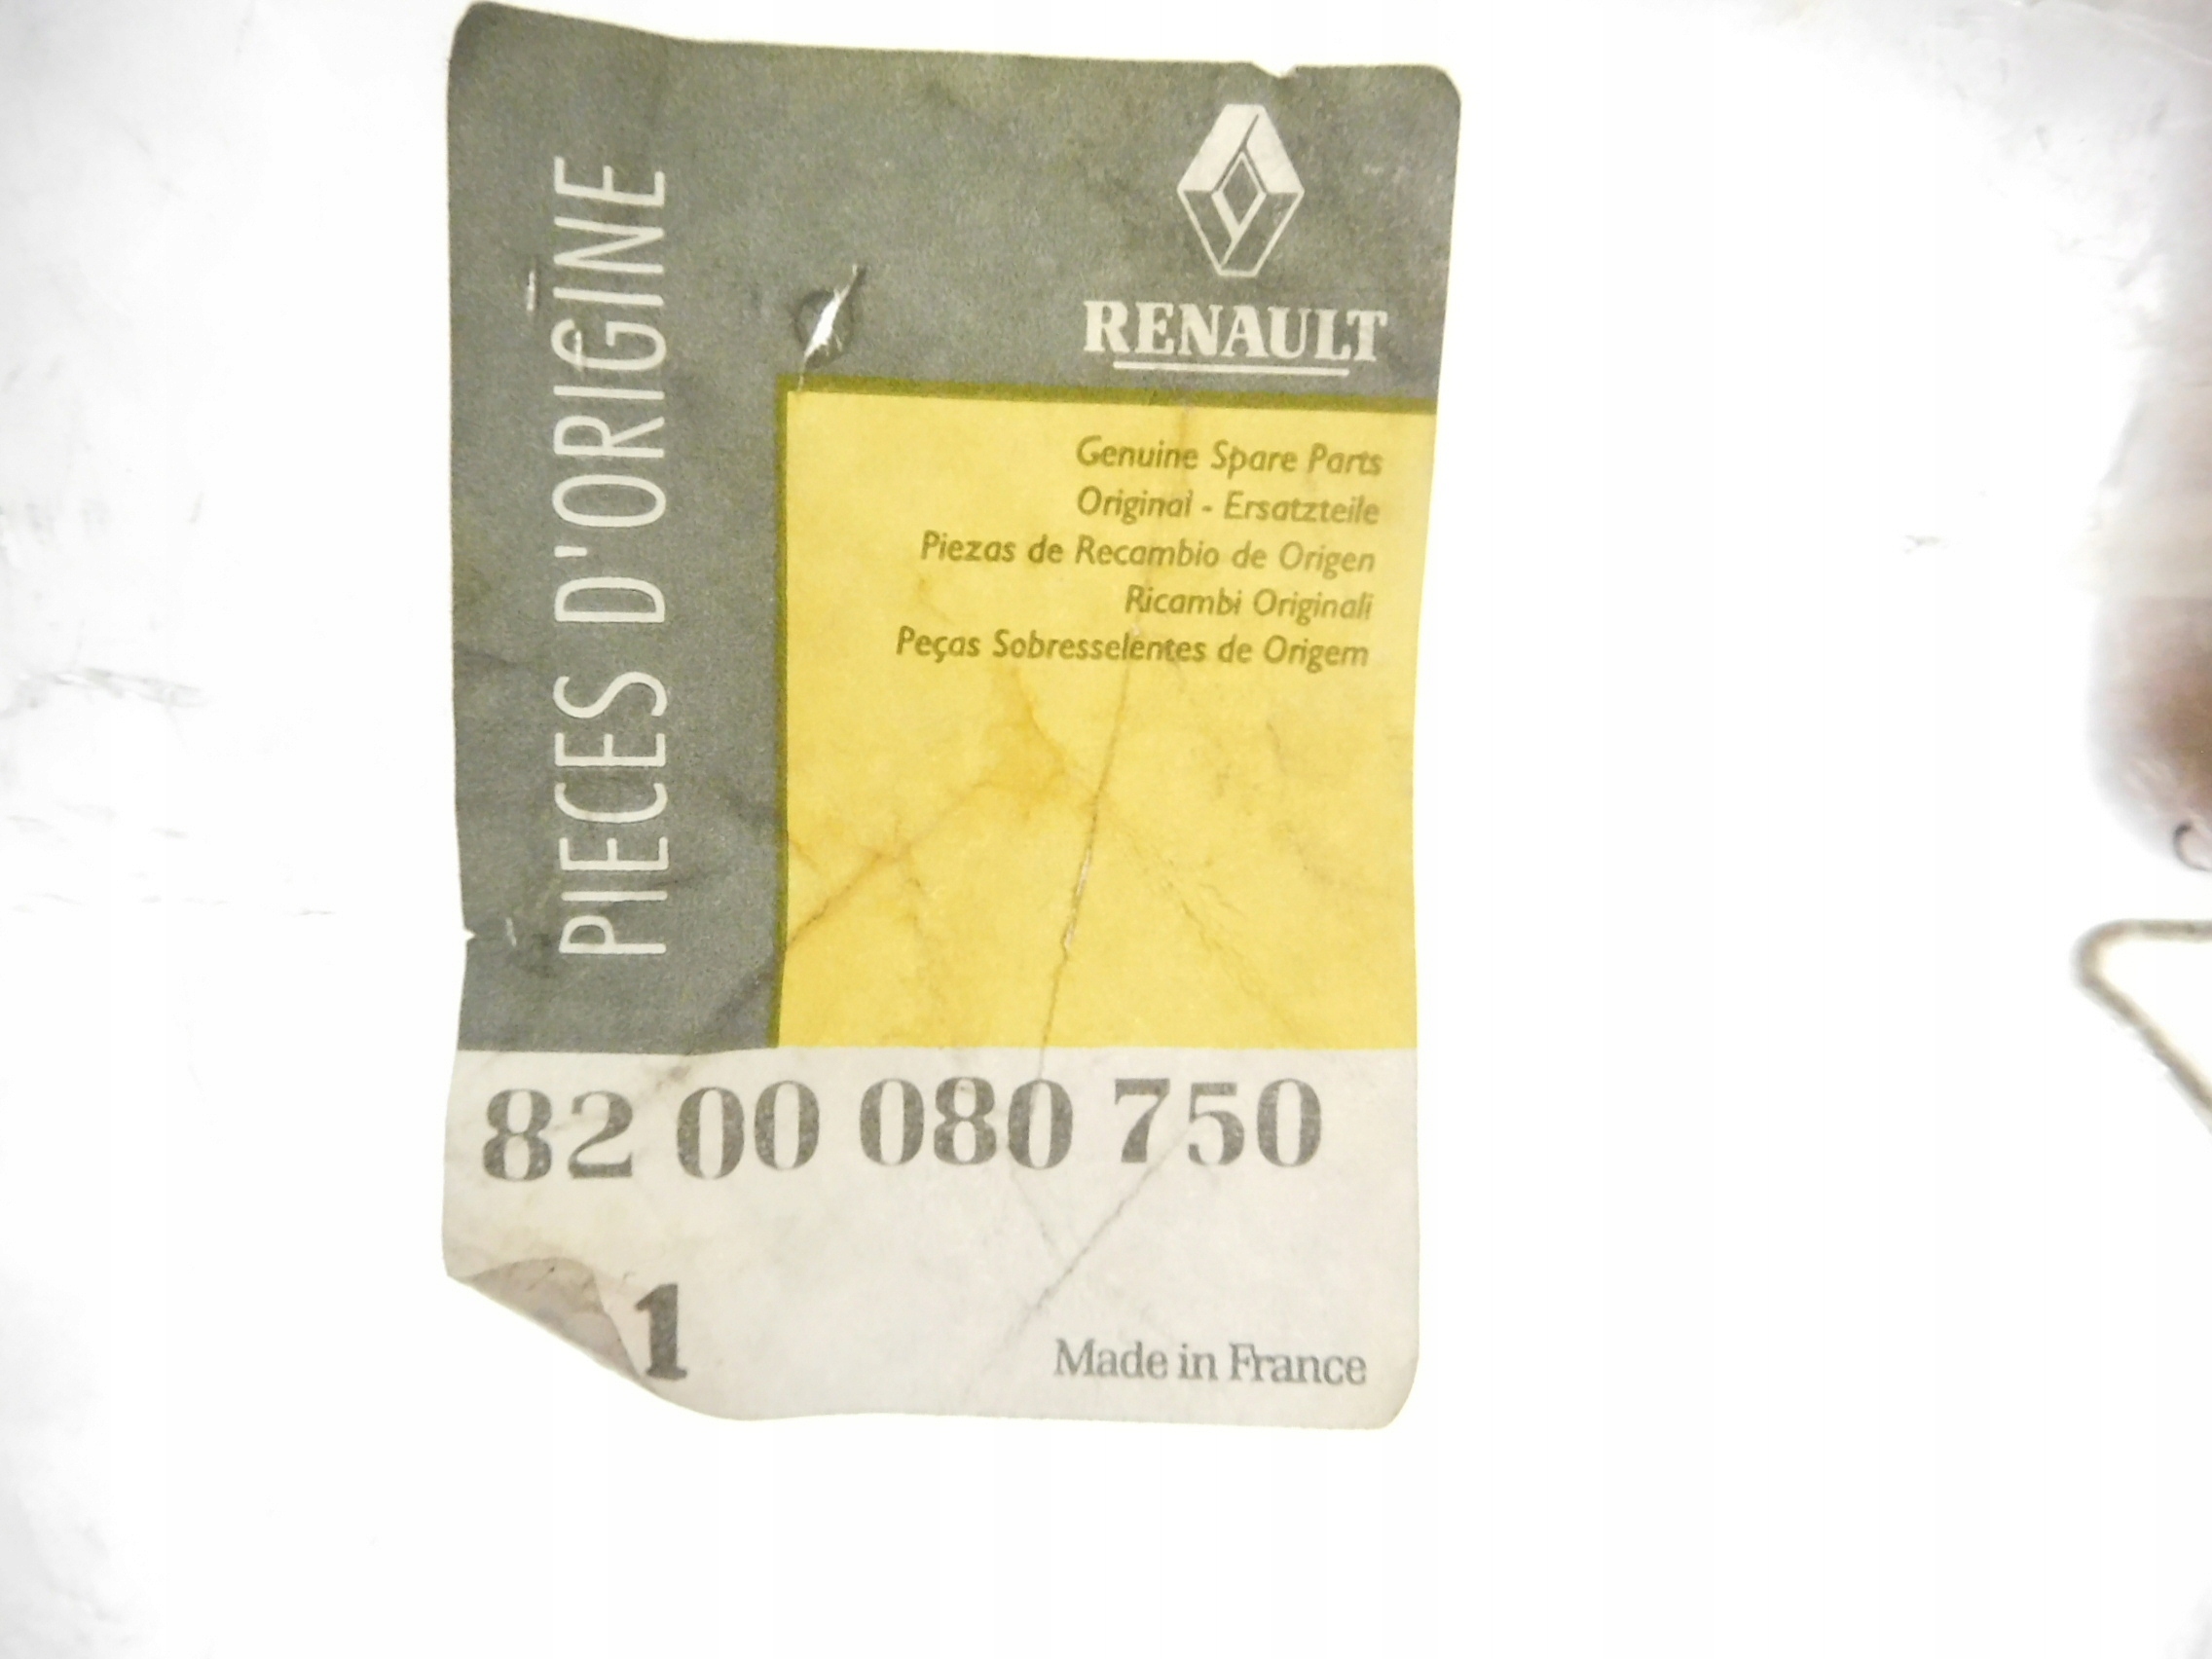 PIECES D'ORIGINE
RENAULT
Genuine Spare Parts
Original - Ersatzteile
Piezas de Recambio de Origen
Ricambi Originali
Peças Sobresselentes de Origem
82 00 080 750
1
Made in France